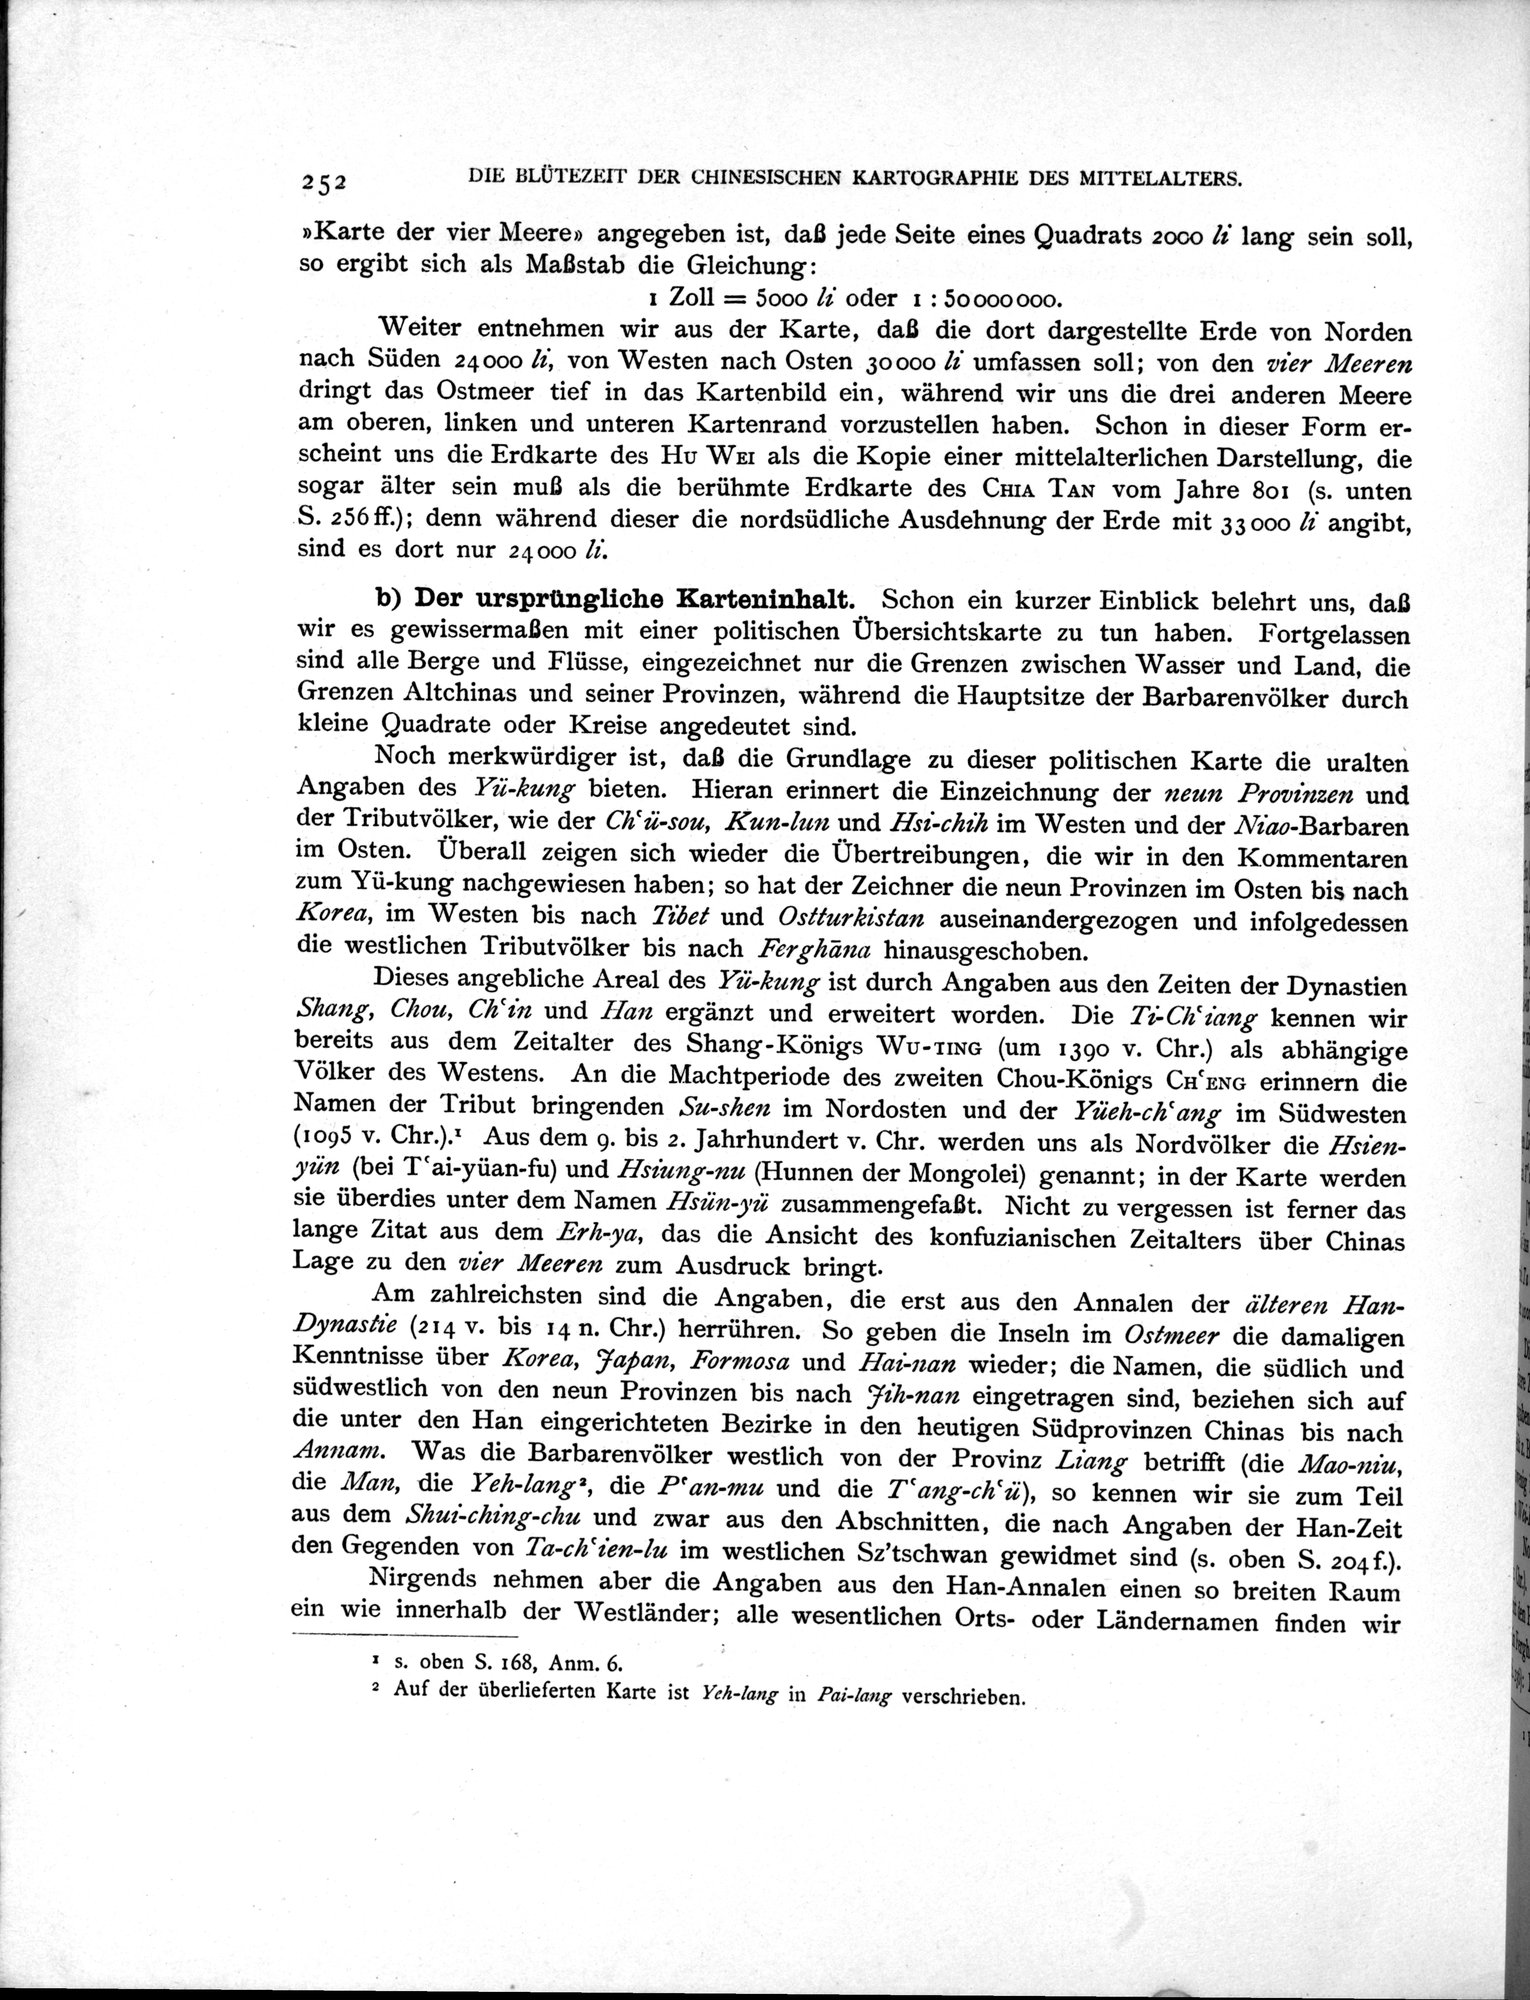 252 DIE BLÜTEZEIT DER CHINESISCHEN KARTOGRAPHIE DES MITTELALTERS.
»Karte der vier Meere» angegeben ist, daß jede Seite eines Quadrats 2000 li lang sein soll,
so ergibt sich als Maßstab die Gleichung:
1 Zoll = 5000 li oder 1 : 50 000 000.
Weiter entnehmen wir aus der Karte, daß die dort dargestellte Erde von Norden
nach Süden 24 000 li, von Westen nach Osten 30 000 li umfassen soll; von den vier Meeren
dringt das Ostmeer tief in das Kartenbild ein, während wir uns die drei anderen Meere
am oberen, linken und unteren Kartenrand vorzustellen haben. Schon in dieser Form er-
scheint uns die Erdkarte des HU WEI als die Kopie einer mittelalterlichen Darstellung, die
sogar älter sein muß als die berühmte Erdkarte des CHIA TAN vom Jahre 801 (s. unten
S. 256 ff.); denn während dieser die nordsüdliche Ausdehnung der Erde mit 33 000 li angibt,
sind es dort nur 24 000 li.
b) Der ursprüngliche Karteninhalt. Schon ein kurzer Einblick belehrt uns, daß
wir es gewissermaßen mit einer politischen Übersichtskarte zu tun haben. Fortgelassen
sind alle Berge und Flüsse, eingezeichnet nur die Grenzen zwischen Wasser und Land, die
Grenzen Altchinas und seiner Provinzen, während die Hauptsitze der Barbarenvölker durch
kleine Quadrate oder Kreise angedeutet sind.
Noch merkwürdiger ist, daß die Grundlage zu dieser politischen Karte die uralten
Angaben des Yü-kung bieten. Hieran erinnert die Einzeichnung der neun Provinzen und
der Tributvölker, wie der Chʻü-sou, Kun-lun und Hsi-chih im Westen und der Niao-Barbaren
im Osten. Überall zeigen sich wieder die Übertreibungen, die wir in den Kommentaren
zum Yü-kung nachgewiesen haben; so hat der Zeichner die neun Provinzen im Osten bis nach
Korea, im Westen bis nach Tibet und Ostturkistan auseinandergezogen und infolgedessen
die westlichen Tributvölker bis nach Ferghāna hinausgeschoben.
Dieses angebliche Areal des Yü-kung ist durch Angaben aus den Zeiten der Dynastien
Shang, Chou, Chʻin und Han ergänzt und erweitert worden. Die Ti-Chʻiang kennen wir
bereits aus dem Zeitalter des Shang-Königs WU-TING (um 1390 v. Chr.) als abhängige
Völker des Westens. An die Machtperiode des zweiten Chou-Königs CHʻENG erinnern die
Namen der Tribut bringenden Su-shen im Nordosten und der Yüeh-chʻang im Südwesten
(1095 v. Chr.).¹ Aus dem 9. bis 2. Jahrhundert v. Chr. werden uns als Nordvölker die Hsien-
yün (bei Tʻai-yüan-fu) und Hsiung-nu (Hunnen der Mongolei) genannt; in der Karte werden
sie überdies unter dem Namen Hsün-yü zusammengefaßt. Nicht zu vergessen ist ferner das
lange Zitat aus dem Erh-ya, das die Ansicht des konfuzianischen Zeitalters über Chinas
Lage zu den vier Meeren zum Ausdruck bringt.
Am zahlreichsten sind die Angaben, die erst aus den Annalen der älteren Han-
Dynastie (214 v. bis 14 n. Chr.) herrühren. So geben die Inseln im Ostmeer die damaligen
Kenntnisse über Korea, Japan, Formosa und Hai-nan wieder; die Namen, die südlich und
südwestlich von den neun Provinzen bis nach Jih-nan eingetragen sind, beziehen sich auf
die unter den Han eingerichteten Bezirke in den heutigen Südprovinzen Chinas bis nach
Annam. Was die Barbarenvölker westlich von der Provinz Liang betrifft (die Mao-niu,
die Man, die Yeh-lang², die Pʻan-mu und die Tʻang-chʻü), so kennen wir sie zum Teil
aus dem Shui-ching-chu und zwar aus den Abschnitten, die nach Angaben der Han-Zeit
den Gegenden von Ta-chʻien-lu im westlichen Sz’tschwan gewidmet sind (s. oben S. 204 f.).
Nirgends nehmen aber die Angaben aus den Han-Annalen einen so breiten Raum
ein wie innerhalb der Westländer; alle wesentlichen Orts- oder Ländernamen finden wir
¹ s. oben S. 168, Anm. 6.
² Auf der überlieferten Karte ist Yeh-lang in Pai-lang verschrieben.